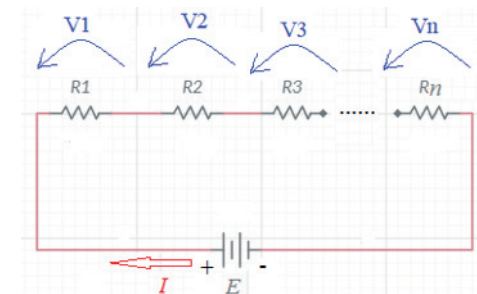 V1 V2 V3 Vn
R1 R2 R3 ...... Rn
+ -
I E